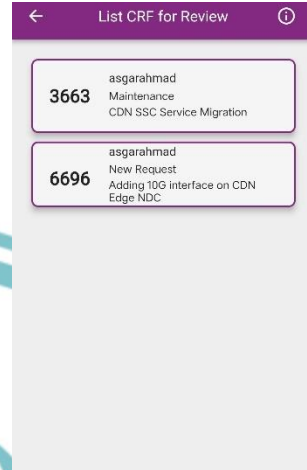 List CRF for Review
3663
asgarahmad
Maintenance
CDN SSC Service Migration
6696
asgarahmad
New Request
Adding 10G interface on CDN
Edge NDC